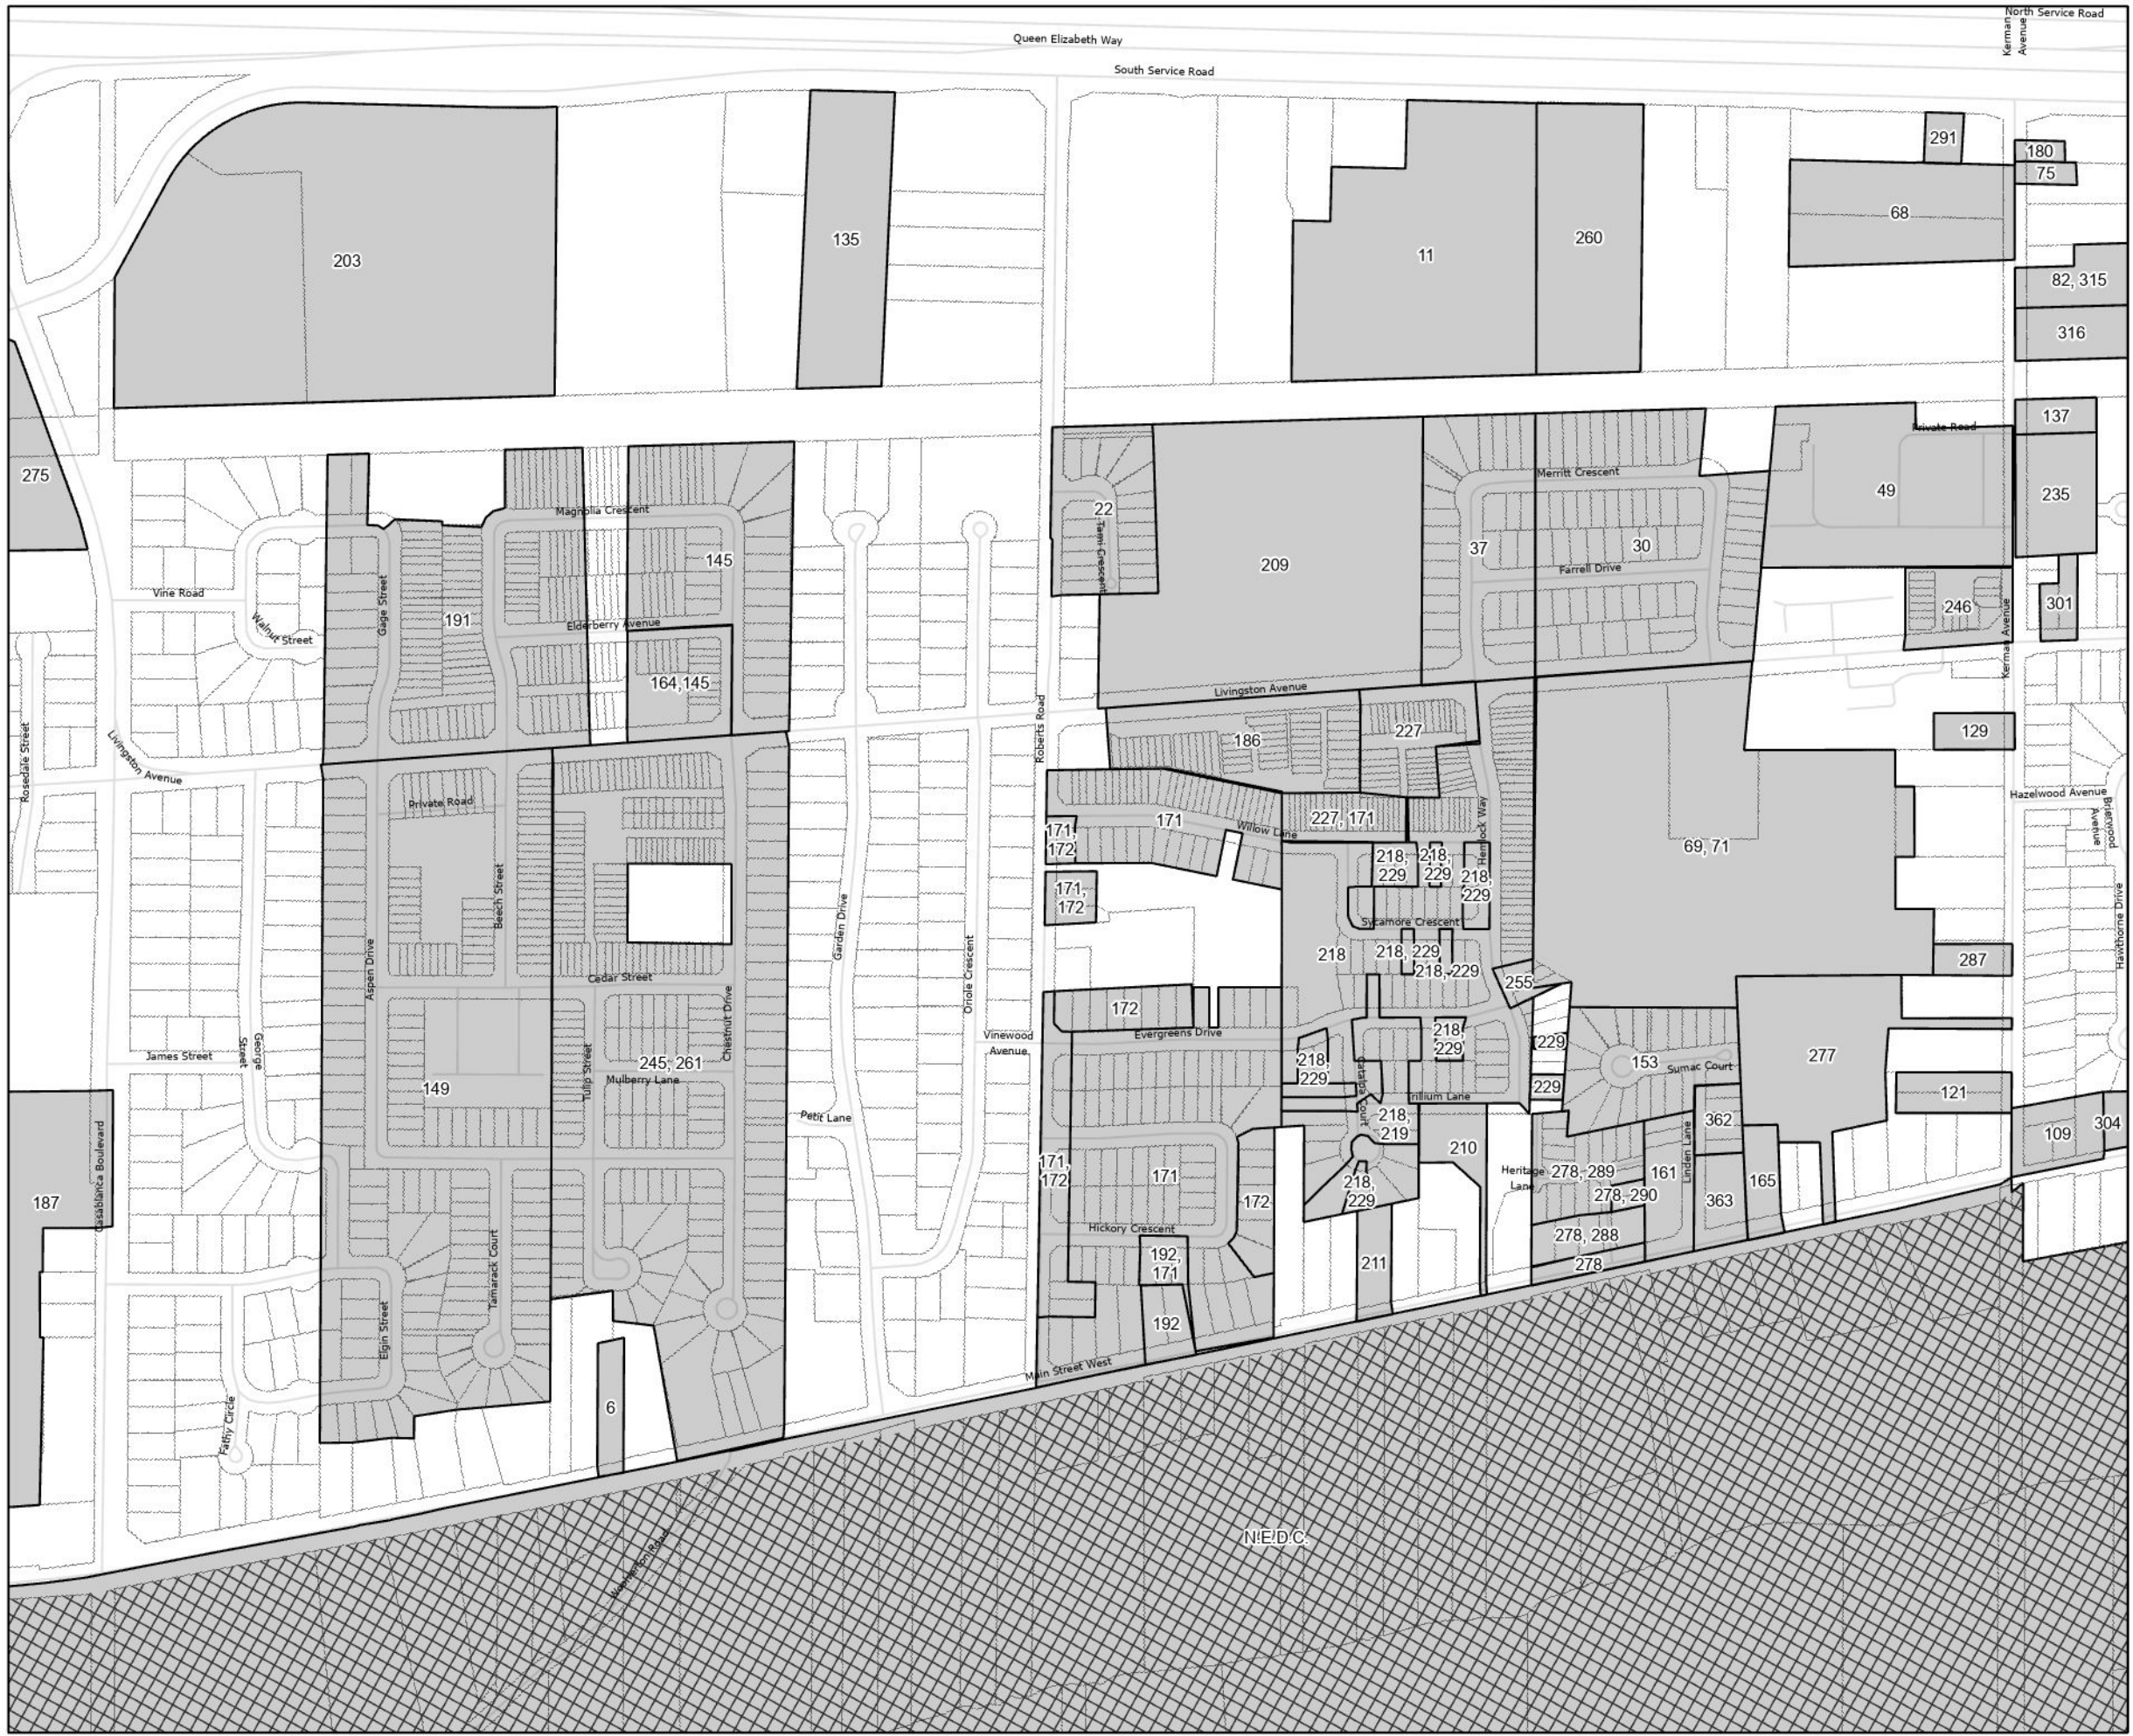 North Service Road
Kerman
Avenue
Queen Elizabeth Way
South Service Road
291
180
75
68
203
135
11
260
82, 315
316
137
Private Road
275
Magnolia Crescent
22
Tami Crescent
209
Merritt Crescent
49
235
145
37
30
Farrell Drive
Vine Road
Walnut Street
Gage Street
191
Elderberry Avenue
246
301
Kerman Avenue
164,145
Livingston Avenue
Rosedale Street
Livingston Avenue
Roberts Road
186
227
129
Private Road
Hazelwood Avenue
Brierwood
Avenue
171,
172
171
Willow Lane
227, 171
Hemlock Way
69, 71
218,
229
218,
229
218,
229
171,
172
Beech Street
Garden Drive
Sycamore Crescent
Hawthorne Drive
Aspen Drive
Oriole Crescent
218
218, 229
218, 229
287
Cedar Street
255
172
Chestnut Drive
Vinewood
Avenue
Evergreens Drive
218,
229
229
George
Street
James Street
245, 261
Tulip Street
Mulberry Lane
149
218,
229
Catalpa Court
153
Sumac Court
277
229
121
Trillium Lane
Petit Lane
218,
219
362
109
304
187
Casablanca Boulevard
171,
172
171
172
210
Heritage
Lane
278, 289
161
Linden Lane
165
218,
229
278, 290
363
Hickory Crescent
278, 288
192,
171
211
278
Tamarack Court
Elgin Street
192
Main Street West
6
Fathy Circle
N.E.D.C.
Woolverton Road